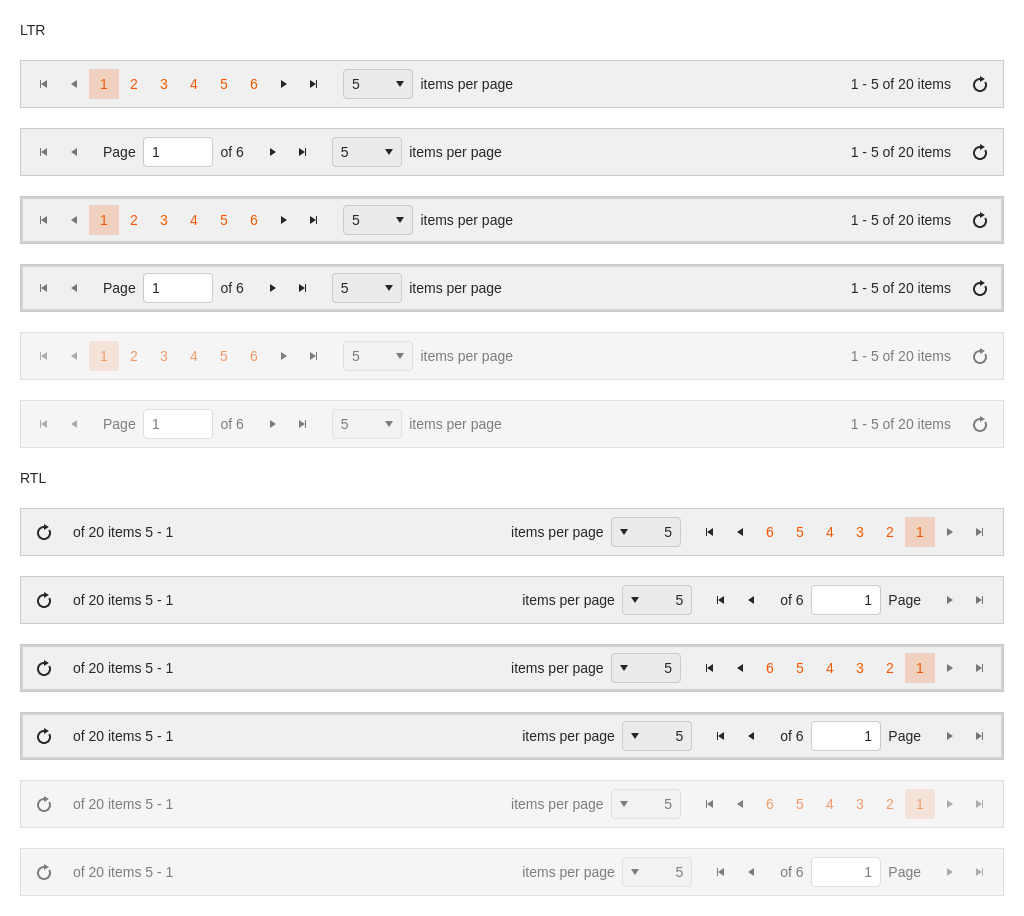 LTR
1 2 3 4 5 6 5 items per page 1 - 5 of 20 items
Page 1 of 6 5 items per page 1 - 5 of 20 items
1 2 3 4 5 6 5 items per page 1 - 5 of 20 items
Page 1 of 6 5 items per page 1 - 5 of 20 items
1 2 3 4 5 6 5 items per page 1 - 5 of 20 items
Page 1 of 6 5 items per page 1 - 5 of 20 items
RTL
of 20 items 5 - 1 items per page 5 6 5 4 3 2 1
of 20 items 5 - 1 items per page 5 of 6 1 Page
of 20 items 5 - 1 items per page 5 6 5 4 3 2 1
of 20 items 5 - 1 items per page 5 of 6 1 Page
of 20 items 5 - 1 items per page 5 6 5 4 3 2 1
of 20 items 5 - 1 items per page 5 of 6 1 Page